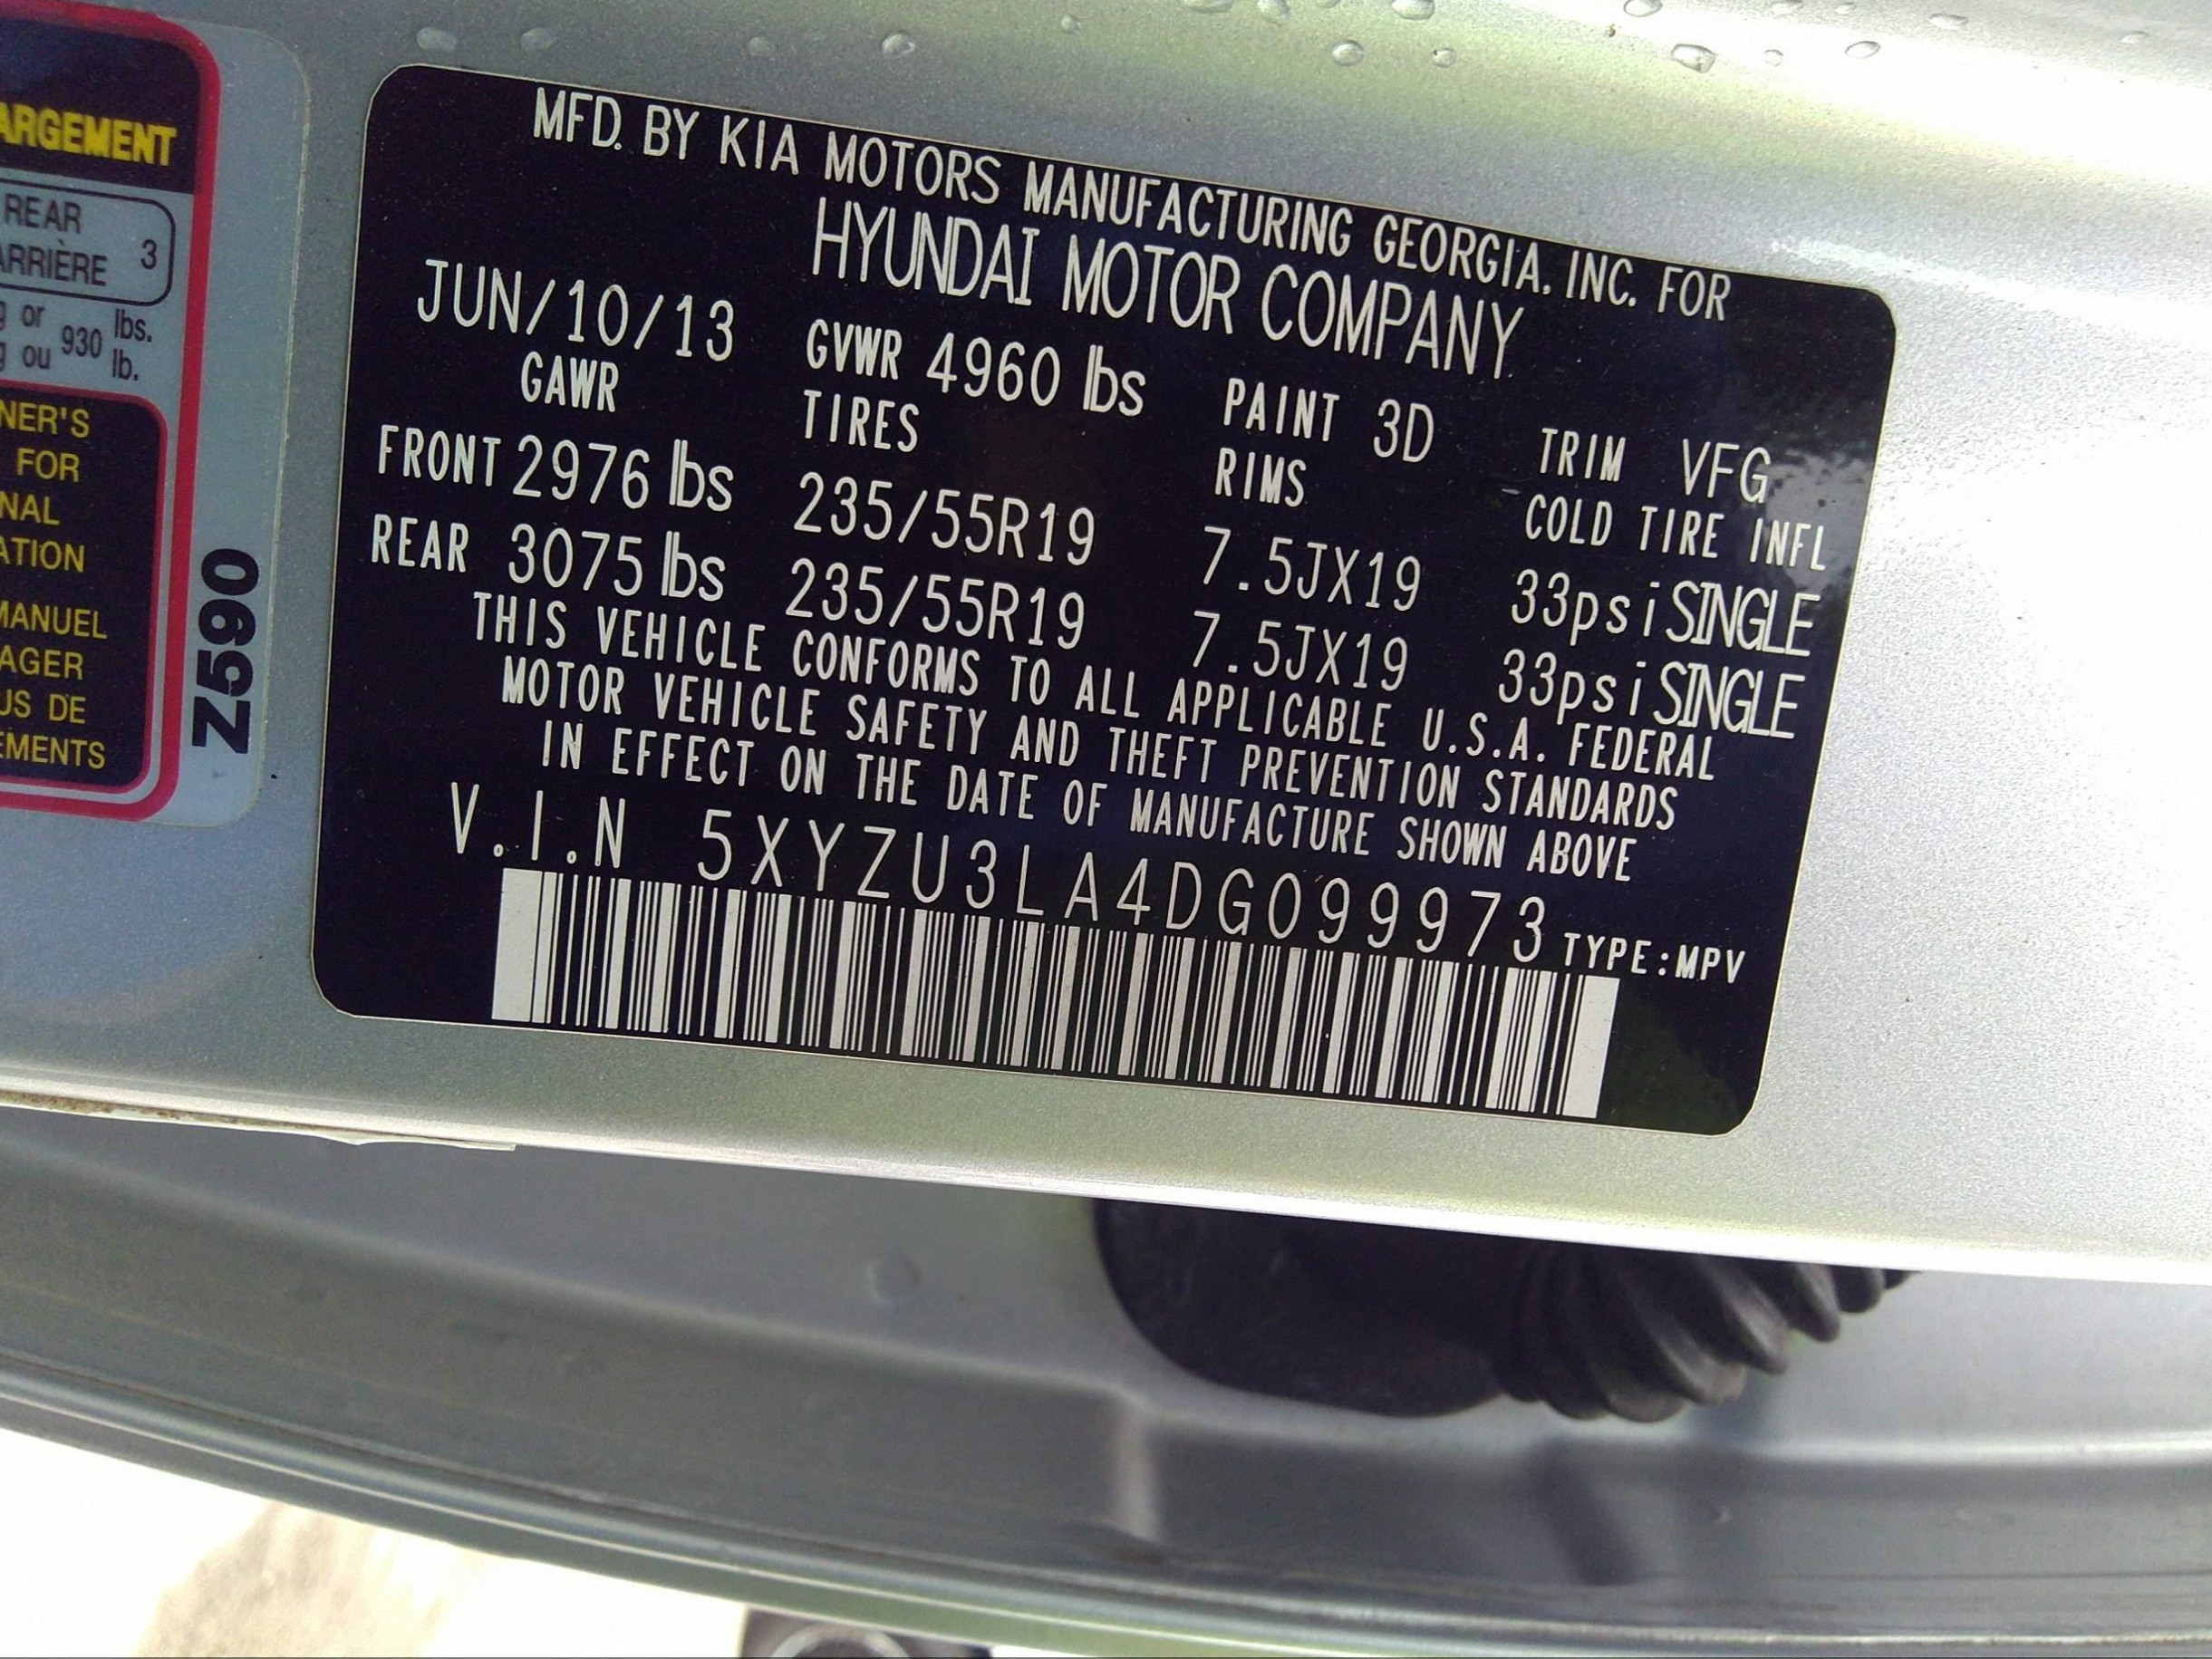 ARGEMENT
REAR
ARRIÈRE 3
g or 930 lbs.
g ou lb.
NER'S
FOR
NAL
ATION
MANUEL
AGER
US DE
EMENTS
Z590
MFD. BY KIA MOTORS MANUFACTURING GEORGIA. INC. FOR
HYUNDAI MOTOR COMPANY
JUN/10/13 GVWR 4960 lbs PAINT 3D TRIM VFG
GAWR TIRES RIMS COLD TIRE INFL
FRONT 2976 lbs 235/55R19 7.5JX19 33psi SINGLE
REAR 3075 lbs 235/55R19 7.5JX19 33psi SINGLE
THIS VEHICLE CONFORMS TO ALL APPLICABLE U.S.A. FEDERAL
MOTOR VEHICLE SAFETY AND THEFT PREVENTION STANDARDS
IN EFFECT ON THE DATE OF MANUFACTURE SHOWN ABOVE
V.I.N 5XYZU3LA4DG099973 TYPE:MPV